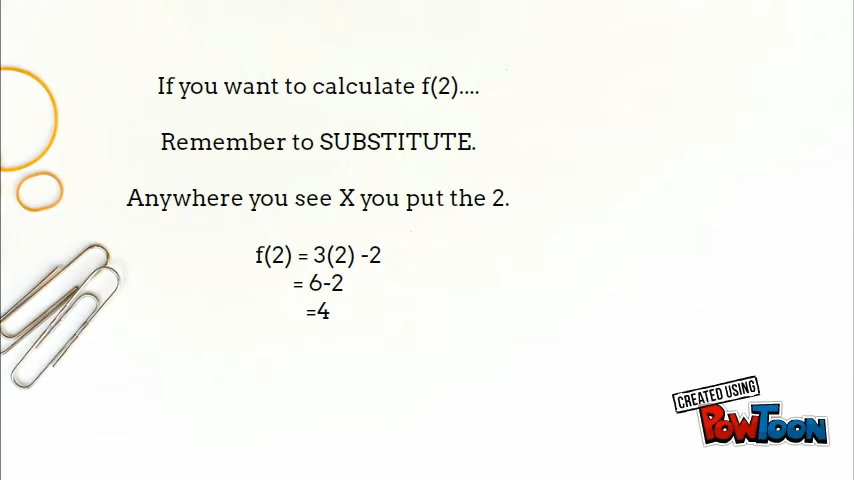 If you want to calculate f(2)....
Remember to SUBSTITUTE.
Anywhere you see X you put the 2.
f(2) = 3(2) -2
= 6-2
=4
CREATED USING
POWTOON